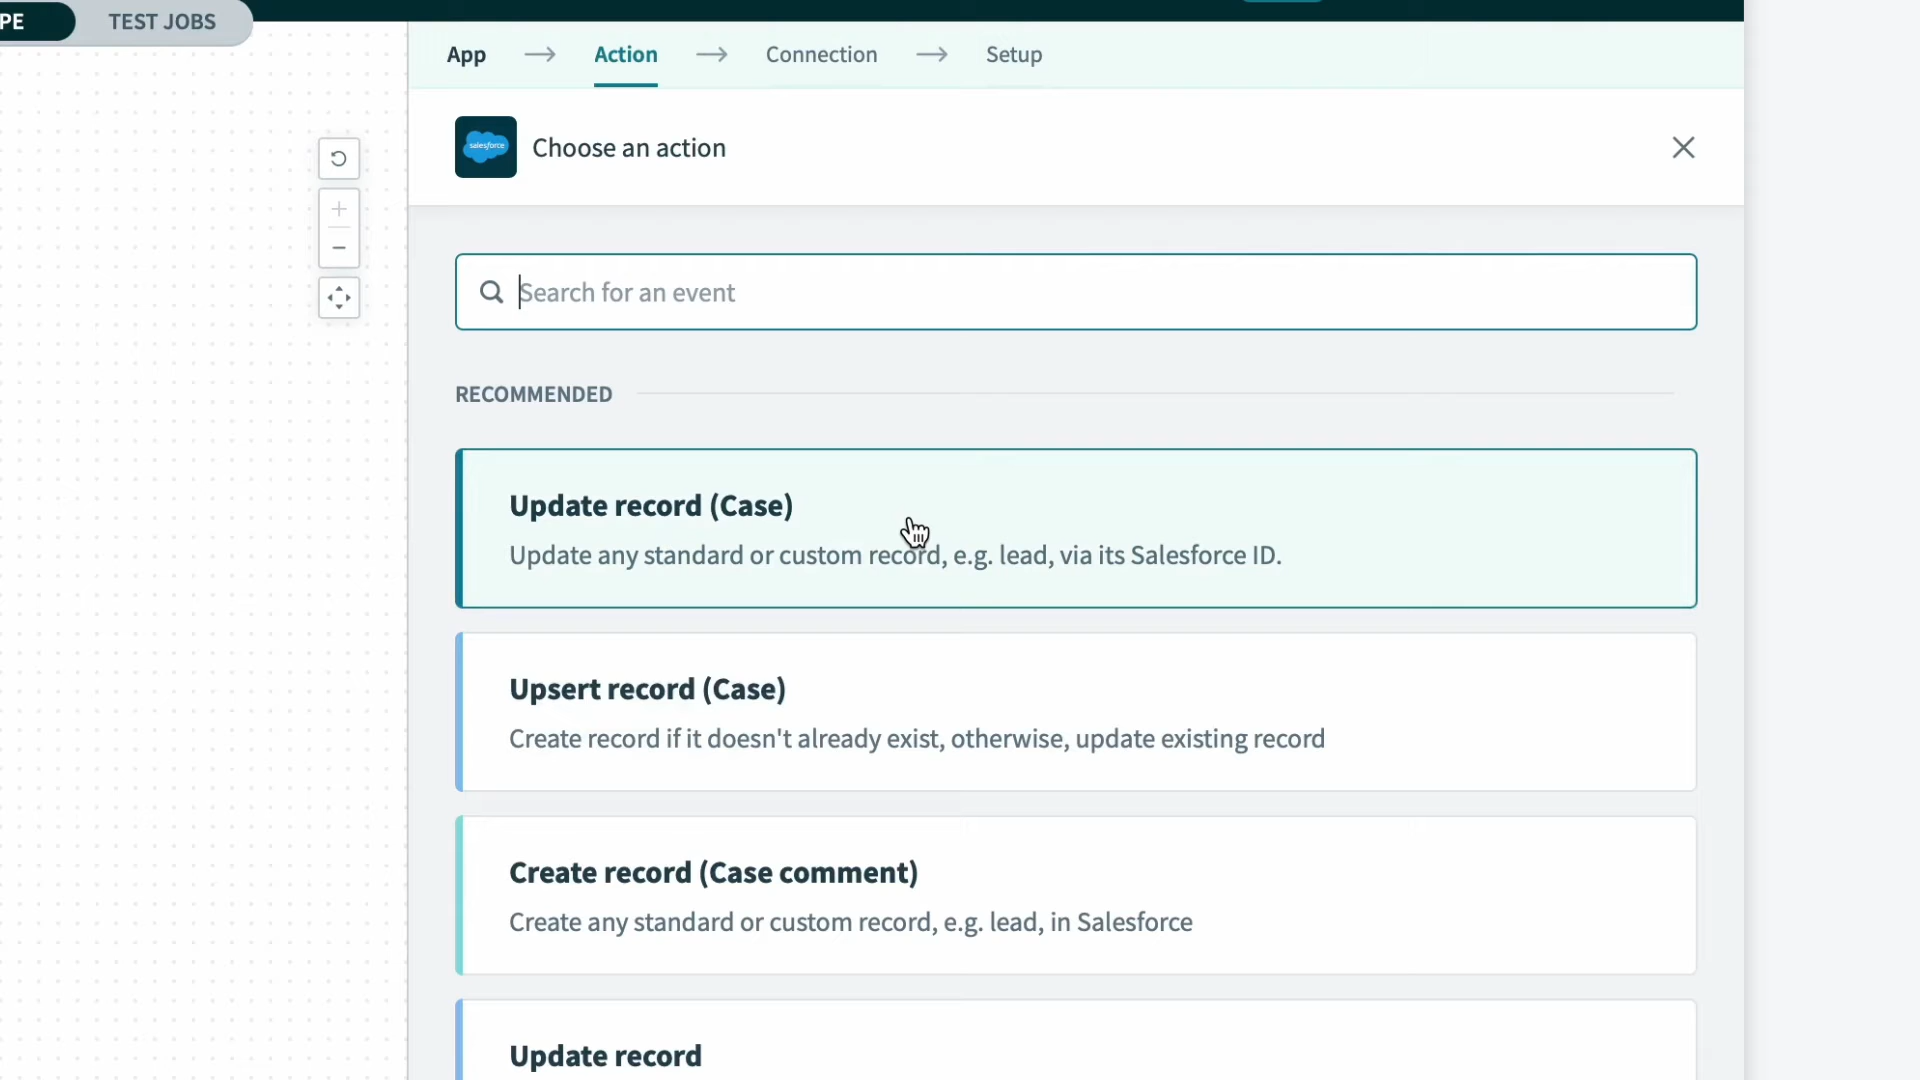 PE
TEST JOBS
App
Action
Connection
Setup
salesforce
Choose an action
Search for an event
RECOMMENDED
Update record (Case)
Update any standard or custom record, e.g. lead, via its Salesforce ID.
Upsert record (Case)
Create record if it doesn't already exist, otherwise, update existing record
Create record (Case comment)
Create any standard or custom record, e.g. lead, in Salesforce
Update record